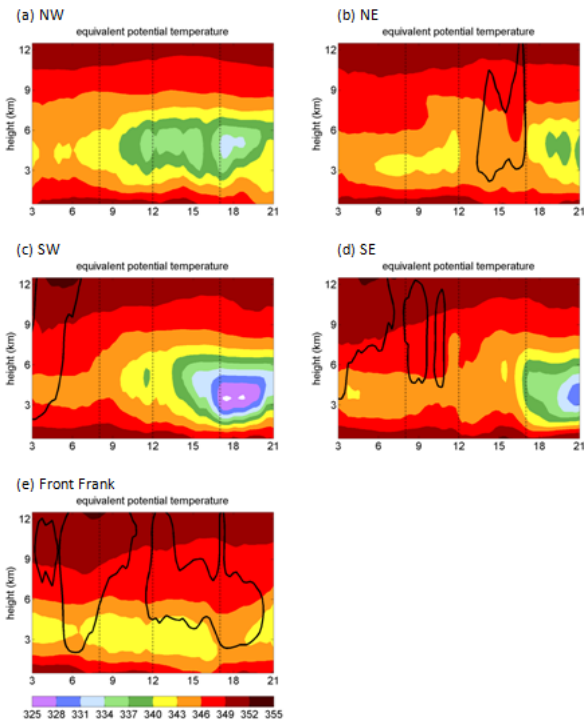 (a) NW
(b) NE
equivalent potential temperature
equivalent potential temperature
height (km)
12
9
6
3
3 6 9 12 15 18 21
height (km)
12
9
6
3
3 6 9 12 15 18 21
(c) SW
(d) SE
equivalent potential temperature
equivalent potential temperature
height (km)
12
9
6
3
3 6 9 12 15 18 21
height (km)
12
9
6
3
3 6 9 12 15 18 21
(e) Front Frank
equivalent potential temperature
height (km)
12
9
6
3
3 6 9 12 15 18 21
325 328 331 334 337 340 343 346 349 352 355